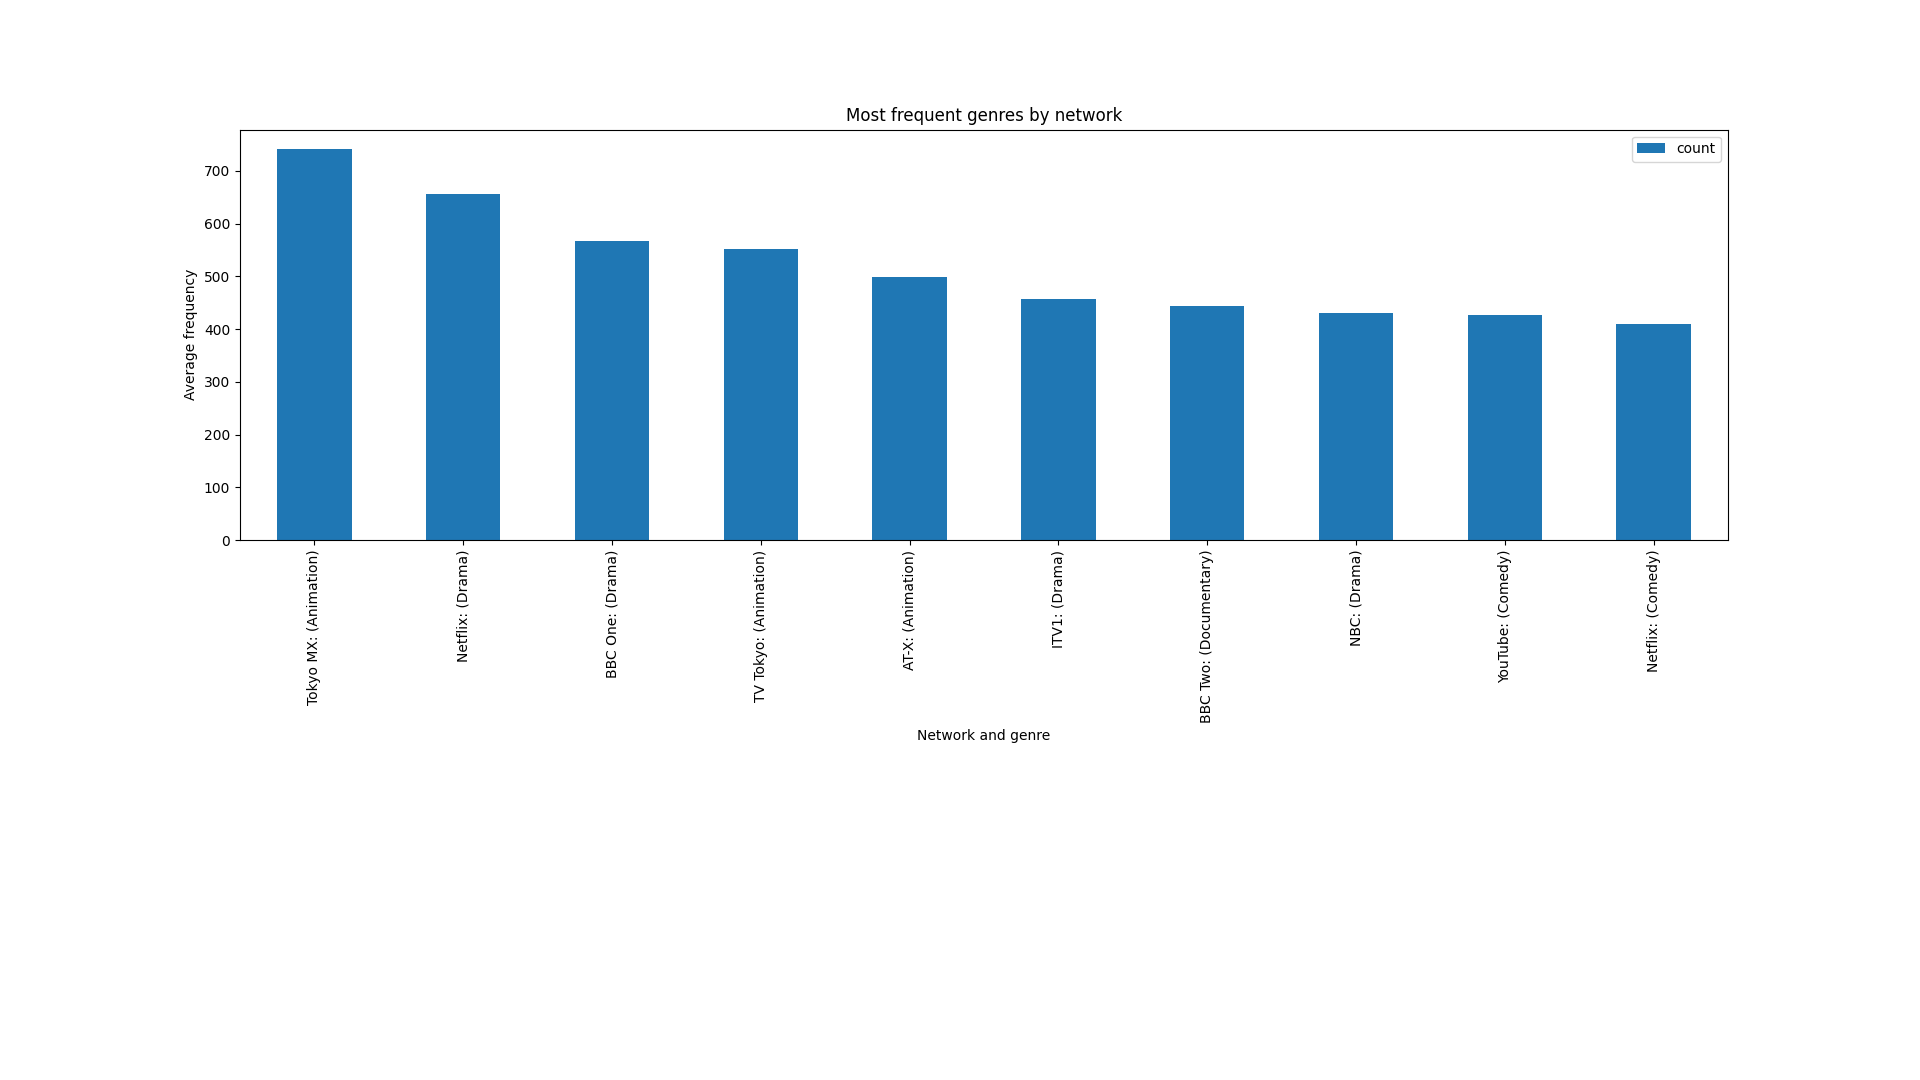 Most frequent genres by network
count
Average frequency
700
600
500
400
300
200
100
0
Tokyo MX: (Animation)
Netflix: (Drama)
BBC One: (Drama)
TV Tokyo: (Animation)
AT-X: (Animation)
ITV1: (Drama)
BBC Two: (Documentary)
NBC: (Drama)
YouTube: (Comedy)
Netflix: (Comedy)
Network and genre